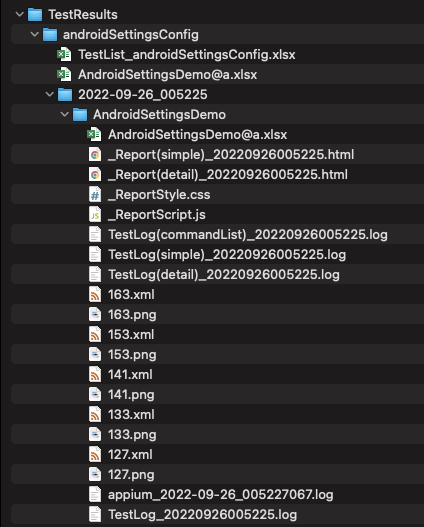 TestResults
androidSettingsConfig
TestList_androidSettingsConfig.xlsx
AndroidSettingsDemo@a.xlsx
2022-09-26_005225
AndroidSettingsDemo
AndroidSettingsDemo@a.xlsx
_Report(simple)_20220926005225.html
_Report(detail)_20220926005225.html
_ReportStyle.css
_ReportScript.js
TestLog(commandList)_20220926005225.log
TestLog(simple)_20220926005225.log
TestLog(detail)_20220926005225.log
163.xml
163.png
153.xml
153.png
141.xml
141.png
133.xml
133.png
127.xml
127.png
appium_2022-09-26_005227067.log
TestLog_20220926005225.log